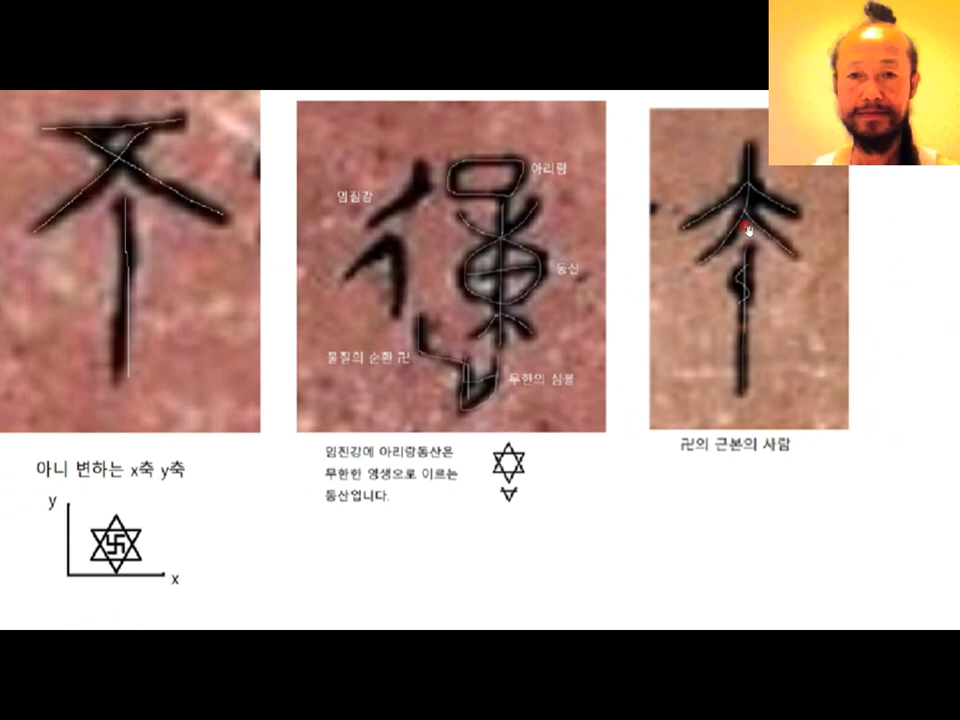 不
임진강
아리랑
동산
물질의 순환 卍
무한의 심볼
아니 변하는 x축 y축
y
x
임진강에 아리랑동산은
무한한 영생으로 이르는
동산입니다.
卍의 근본의 사람